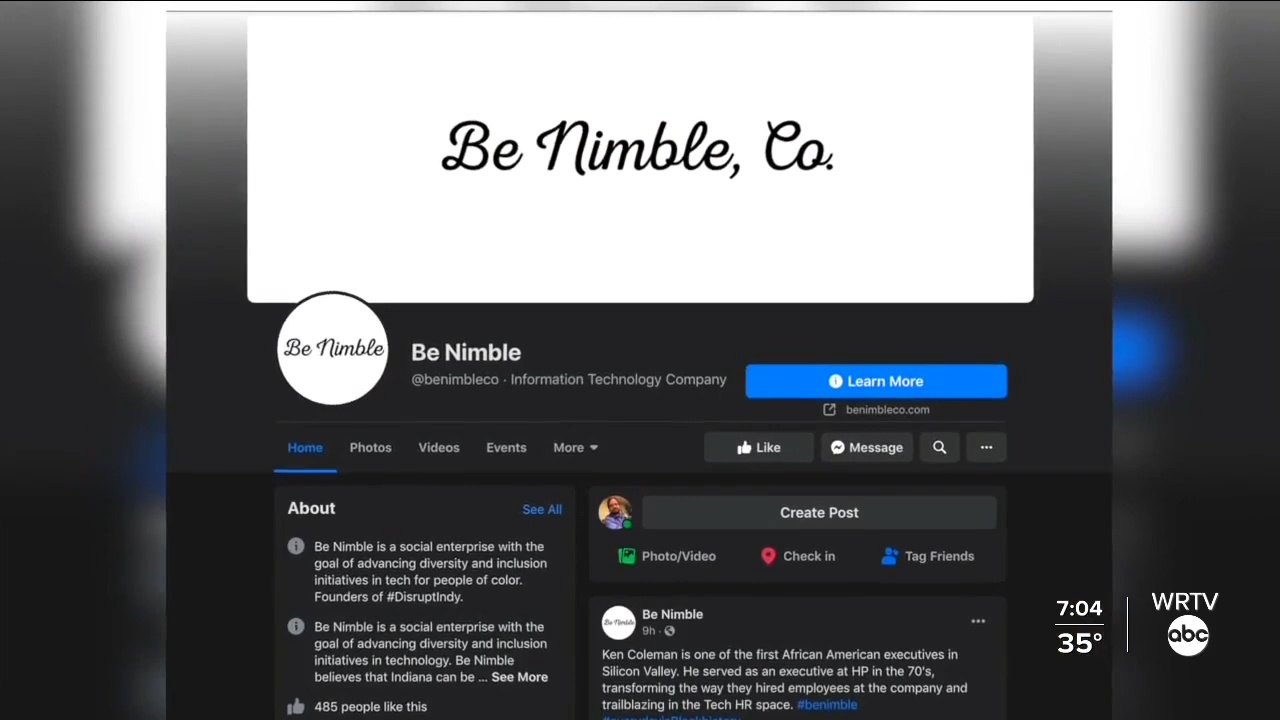 Be Nimble, Co.
Be Nimble
Be Nimble
@benimbleco · Information Technology Company
Learn More
benimbleco.com
Home
Photos
Videos
Events
More
Like
Message
About
See All
Be Nimble is a social enterprise with the
goal of advancing diversity and inclusion
initiatives in tech for people of color.
Founders of #DisruptIndy.
Be Nimble is a social enterprise with the
goal of advancing diversity and inclusion
initiatives in technology. Be Nimble
believes that Indiana can be ... See More
485 people like this
Create Post
Photo/Video
Check in
Tag Friends
Be Nimble
Be Nimble
9h ·
Ken Coleman is one of the first African American executives in
Silicon Valley. He served as an executive at HP in the 70's,
transforming the way they hired employees at the company and
trailblazing in the Tech HR space. #benimble
7:04
35°
WRTV
abc